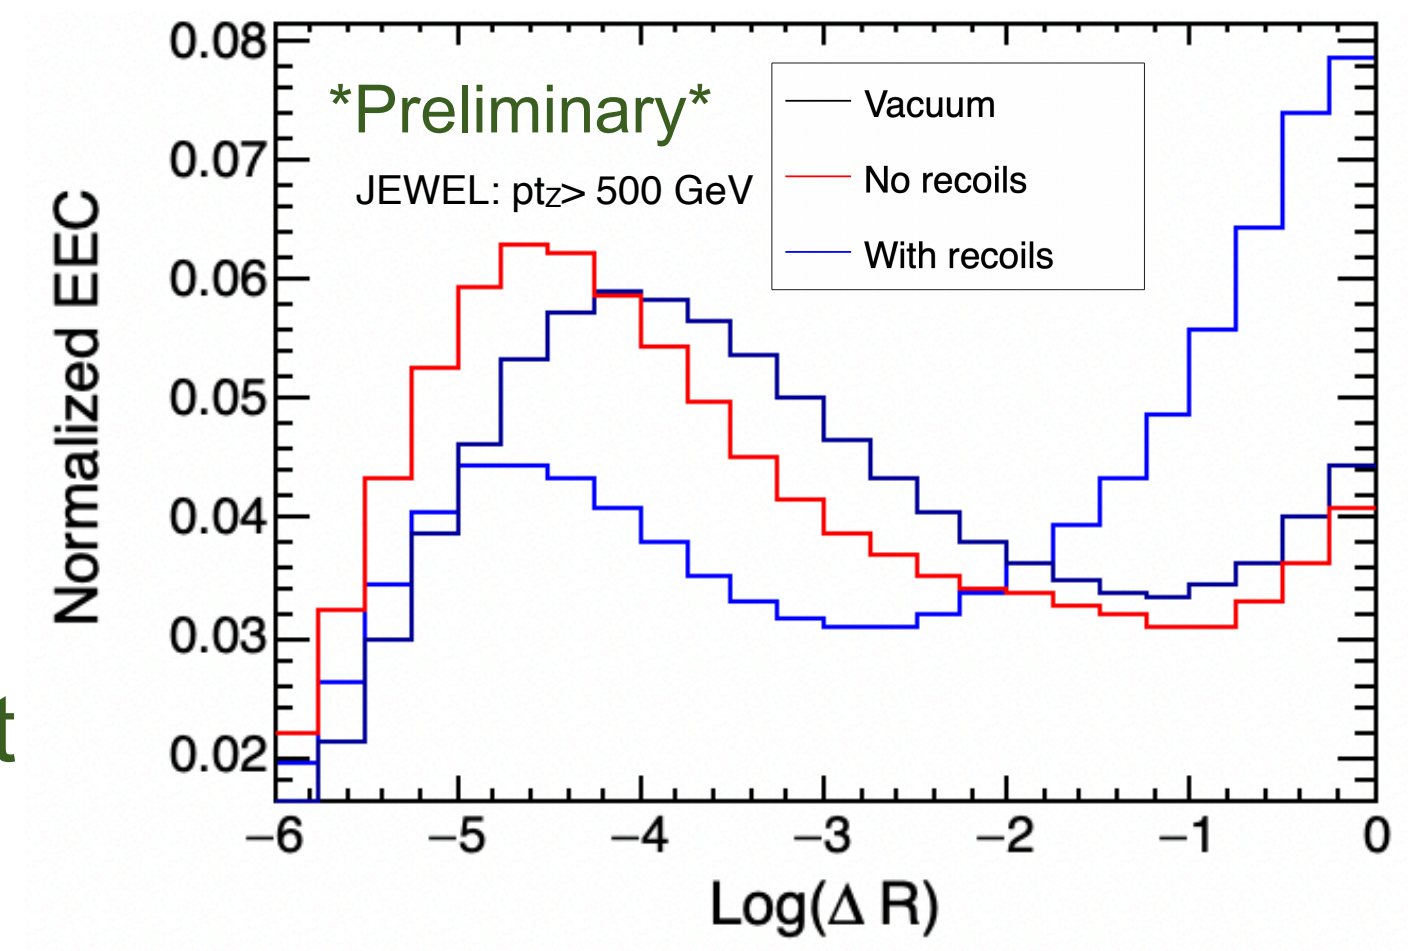 0.08
0.07
0.06
0.05
0.04
0.03
0.02
Normalized EEC
*Preliminary*
JEWEL: ptz> 500 GeV
Vacuum
No recoils
With recoils
t
−6 −5 −4 −3 −2 −1 0
Log(Δ R)